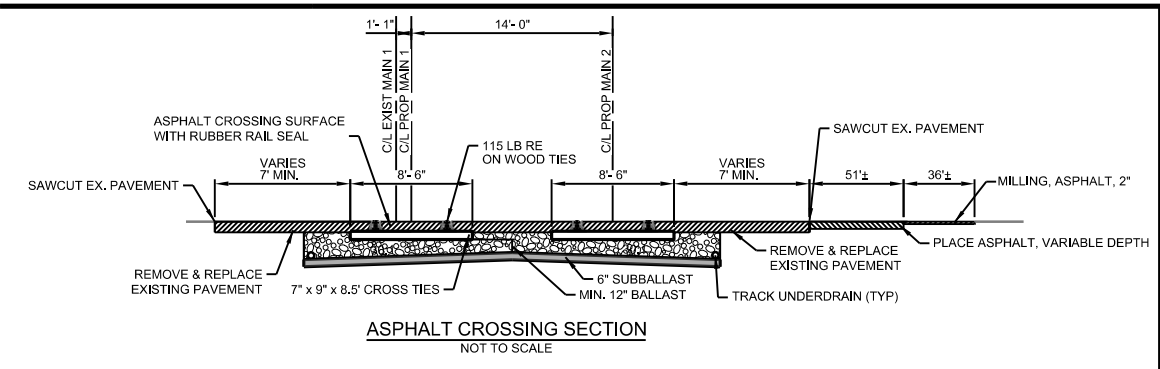 1'- 1"
14'- 0"
C/L EXIST MAIN 1
C/L PROP MAIN 1
C/L PROP MAIN 2
ASPHALT CROSSING SURFACE
WITH RUBBER RAIL SEAL
115 LB RE
ON WOOD TIES
SAWCUT EX. PAVEMENT
VARIES
7' MIN.
8'- 6"
8'- 6"
VARIES
7' MIN.
51'±
36'±
SAWCUT EX. PAVEMENT
MILLING, ASPHALT, 2"
PLACE ASPHALT, VARIABLE DEPTH
REMOVE & REPLACE
EXISTING PAVEMENT
REMOVE & REPLACE
EXISTING PAVEMENT
7" x 9" x 8.5' CROSS TIES
6" SUBBALLAST
MIN. 12" BALLAST
TRACK UNDERDRAIN (TYP)
ASPHALT CROSSING SECTION
NOT TO SCALE